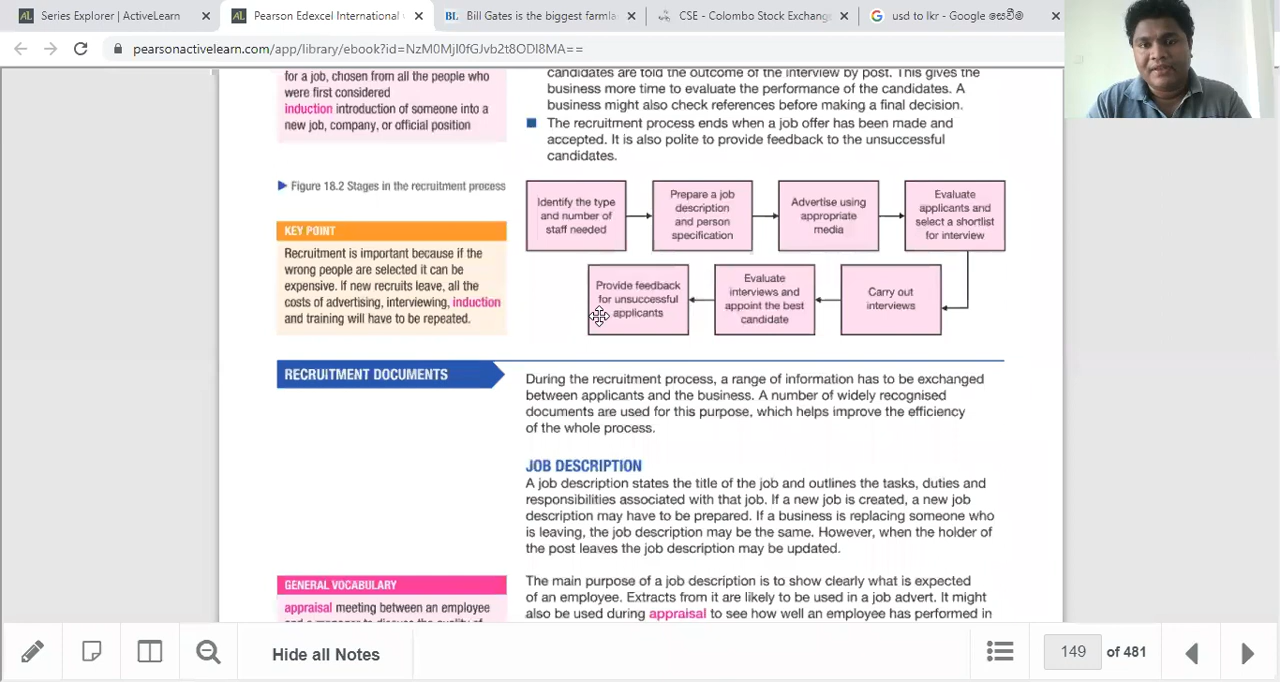 Series Explorer | ActiveLearn
Pearson Edexcel International
Bill Gates is the biggest farmla
CSE - Colombo Stock Exchang
usd to lkr - Google සෙවීම
pearsonactivelearn.com/app/library/ebook?id=NzM0MjI0fGJvb2t8ODI8MA==
for a job, chosen from all the people who
were first considered
induction introduction of someone into a
new job, company, or official position
candidates are told the outcome of the interview by post. This gives the
business more time to evaluate the performance of the candidates. A
business might also check references before making a final decision.
The recruitment process ends when a job offer has been made and
accepted. It is also polite to provide feedback to the unsuccessful
candidates.
Figure 18.2 Stages in the recruitment process
Identify the type
and number of
staff needed
Prepare a job
description
and person
specification
Advertise using
appropriate
media
Evaluate
applicants and
select a shortlist
for interview
Provide feedback
for unsuccessful
applicants
Evaluate
interviews and
appoint the best
candidate
Carry out
interviews
KEY POINT
Recruitment is important because if the
wrong people are selected it can be
expensive. If new recruits leave, all the
costs of advertising, interviewing, induction
and training will have to be repeated.
RECRUITMENT DOCUMENTS
During the recruitment process, a range of information has to be exchanged
between applicants and the business. A number of widely recognised
documents are used for this purpose, which helps improve the efficiency
of the whole process.
JOB DESCRIPTION
A job description states the title of the job and outlines the tasks, duties and
responsibilities associated with that job. If a new job is created, a new job
description may have to be prepared. If a business is replacing someone who
is leaving, the job description may be the same. However, when the holder of
the post leaves the job description may be updated.
GENERAL VOCABULARY
appraisal meeting between an employee
and a manager to discuss the quality of
The main purpose of a job description is to show clearly what is expected
of an employee. Extracts from it are likely to be used in a job advert. It might
also be used during appraisal to see how well an employee has performed in
Hide all Notes
149 of 481